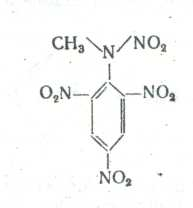 CH₃ NO₂
N
O₂N NO₂
NO₂